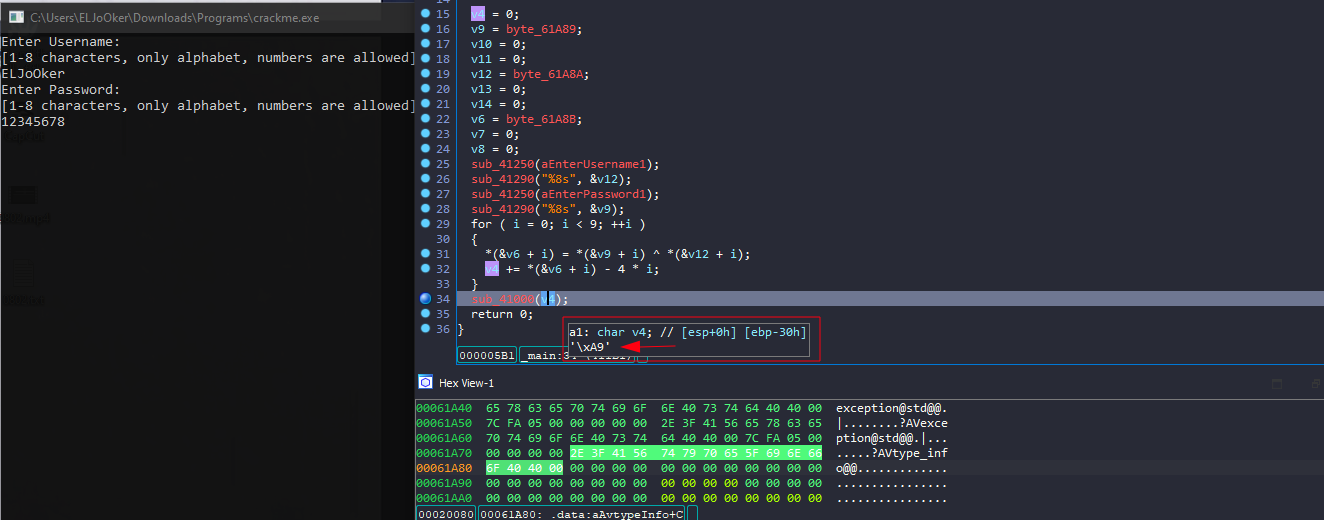 C:\Users\ELJoOker\Downloads\Programs\crackme.exe
Enter Username:
[1-8 characters, only alphabet, numbers are allowed]
ELJoOker
Enter Password:
[1-8 characters, only alphabet, numbers are allowed]
12345678
14
15 v4 = 0;
16 v9 = byte_61A89;
17 v10 = 0;
18 v11 = 0;
19 v12 = byte_61A8A;
20 v13 = 0;
21 v14 = 0;
22 v6 = byte_61A8B;
23 v7 = 0;
24 v8 = 0;
25 sub_41250(aEnterUsername1);
26 sub_41290("%8s", &v12);
27 sub_41250(aEnterPassword1);
28 sub_41290("%8s", &v9);
29 for ( i = 0; i < 9; ++i )
30 {
31 *(&v6 + i) = *(&v9 + i) ^ *(&v12 + i);
32 v4 += *(&v6 + i) - 4 * i;
33 }
34 sub_41000(v4);
35 return 0;
36 }
a1: char v4; // [esp+0h] [ebp-30h]
'\xA9'
000005B1 _main:3
Hex View-1
00061A40 65 78 63 65 70 74 69 6F 6E 40 73 74 64 40 40 00 exception@std@@.
00061A50 7C FA 05 00 00 00 00 00 2E 3F 41 56 65 78 63 65 |........?AVexce
00061A60 70 74 69 6F 6E 40 73 74 64 40 40 00 7C FA 05 00 ption@std@@.|...
00061A70 00 00 00 00 2E 3F 41 56 74 79 70 65 5F 69 6E 66 .....?AVtype_inf
00061A80 6F 40 40 00 00 00 00 00 00 00 00 00 00 00 00 00 o@@.............
00061A90 00 00 00 00 00 00 00 00 00 00 00 00 00 00 00 00 ................
00061AA0 00 00 00 00 00 00 00 00 00 00 00 00 00 00 00 00 ................
00020080 00061A80: .data:aAvtypeInfo+C